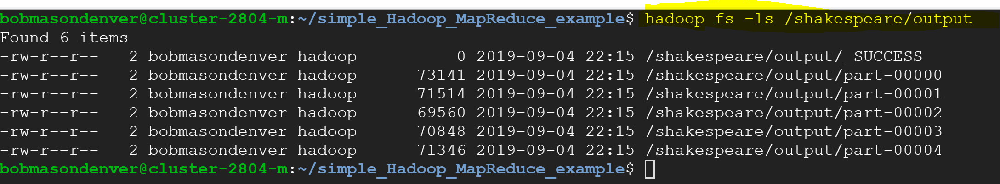 bobmasondenver@cluster-2804-m:~/simple_Hadoop_MapReduce_example$ hadoop fs -ls /shakespeare/output
Found 6 items
-rw-r--r--   2 bobmasondenver hadoop          0 2019-09-04 22:15 /shakespeare/output/_SUCCESS
-rw-r--r--   2 bobmasondenver hadoop      73141 2019-09-04 22:15 /shakespeare/output/part-00000
-rw-r--r--   2 bobmasondenver hadoop      71514 2019-09-04 22:15 /shakespeare/output/part-00001
-rw-r--r--   2 bobmasondenver hadoop      69560 2019-09-04 22:15 /shakespeare/output/part-00002
-rw-r--r--   2 bobmasondenver hadoop      70848 2019-09-04 22:15 /shakespeare/output/part-00003
-rw-r--r--   2 bobmasondenver hadoop      71346 2019-09-04 22:15 /shakespeare/output/part-00004
bobmasondenver@cluster-2804-m:~/simple_Hadoop_MapReduce_example$